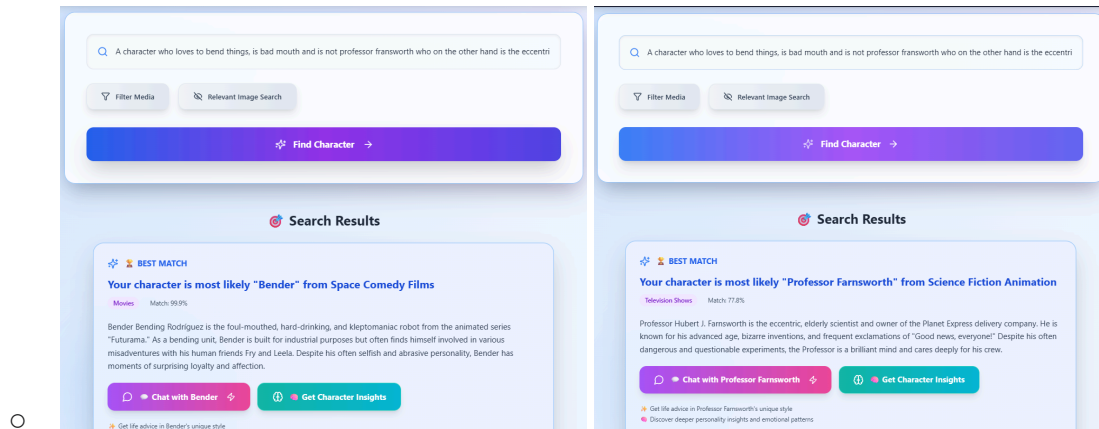 A character who loves to bend things, is bad mouth and is not professor fransworth who on the other hand is the eccentri
Filter Media
Relevant Image Search
Find Character →
🎯 Search Results
🏆 BEST MATCH
Your character is most likely "Bender" from Space Comedy Films
Movies Match: 99.9%
Bender Bending Rodríguez is the foul-mouthed, hard-drinking, and kleptomaniac robot from the animated series
"Futurama." As a bending unit, Bender is built for industrial purposes but often finds himself involved in various
misadventures with his human friends Fry and Leela. Despite his often selfish and abrasive personality, Bender has
moments of surprising loyalty and affection.
Chat with Bender
Get Character Insights
Get life advice in Bender's unique style
A character who loves to bend things, is bad mouth and is not professor fransworth who on the other hand is the eccentri
Filter Media
Relevant Image Search
Find Character →
🎯 Search Results
🏆 BEST MATCH
Your character is most likely "Professor Farnsworth" from Science Fiction Animation
Television Shows Match: 77.8%
Professor Hubert J. Farnsworth is the eccentric, elderly scientist and owner of the Planet Express delivery company. He is
known for his advanced age, bizarre inventions, and frequent exclamations of "Good news, everyone!" Despite his often
dangerous and questionable experiments, the Professor is a brilliant mind and cares deeply for his crew.
Chat with Professor Farnsworth
Get Character Insights
Get life advice in Professor Farnsworth's unique style
Discover deeper personality insights and emotional patterns